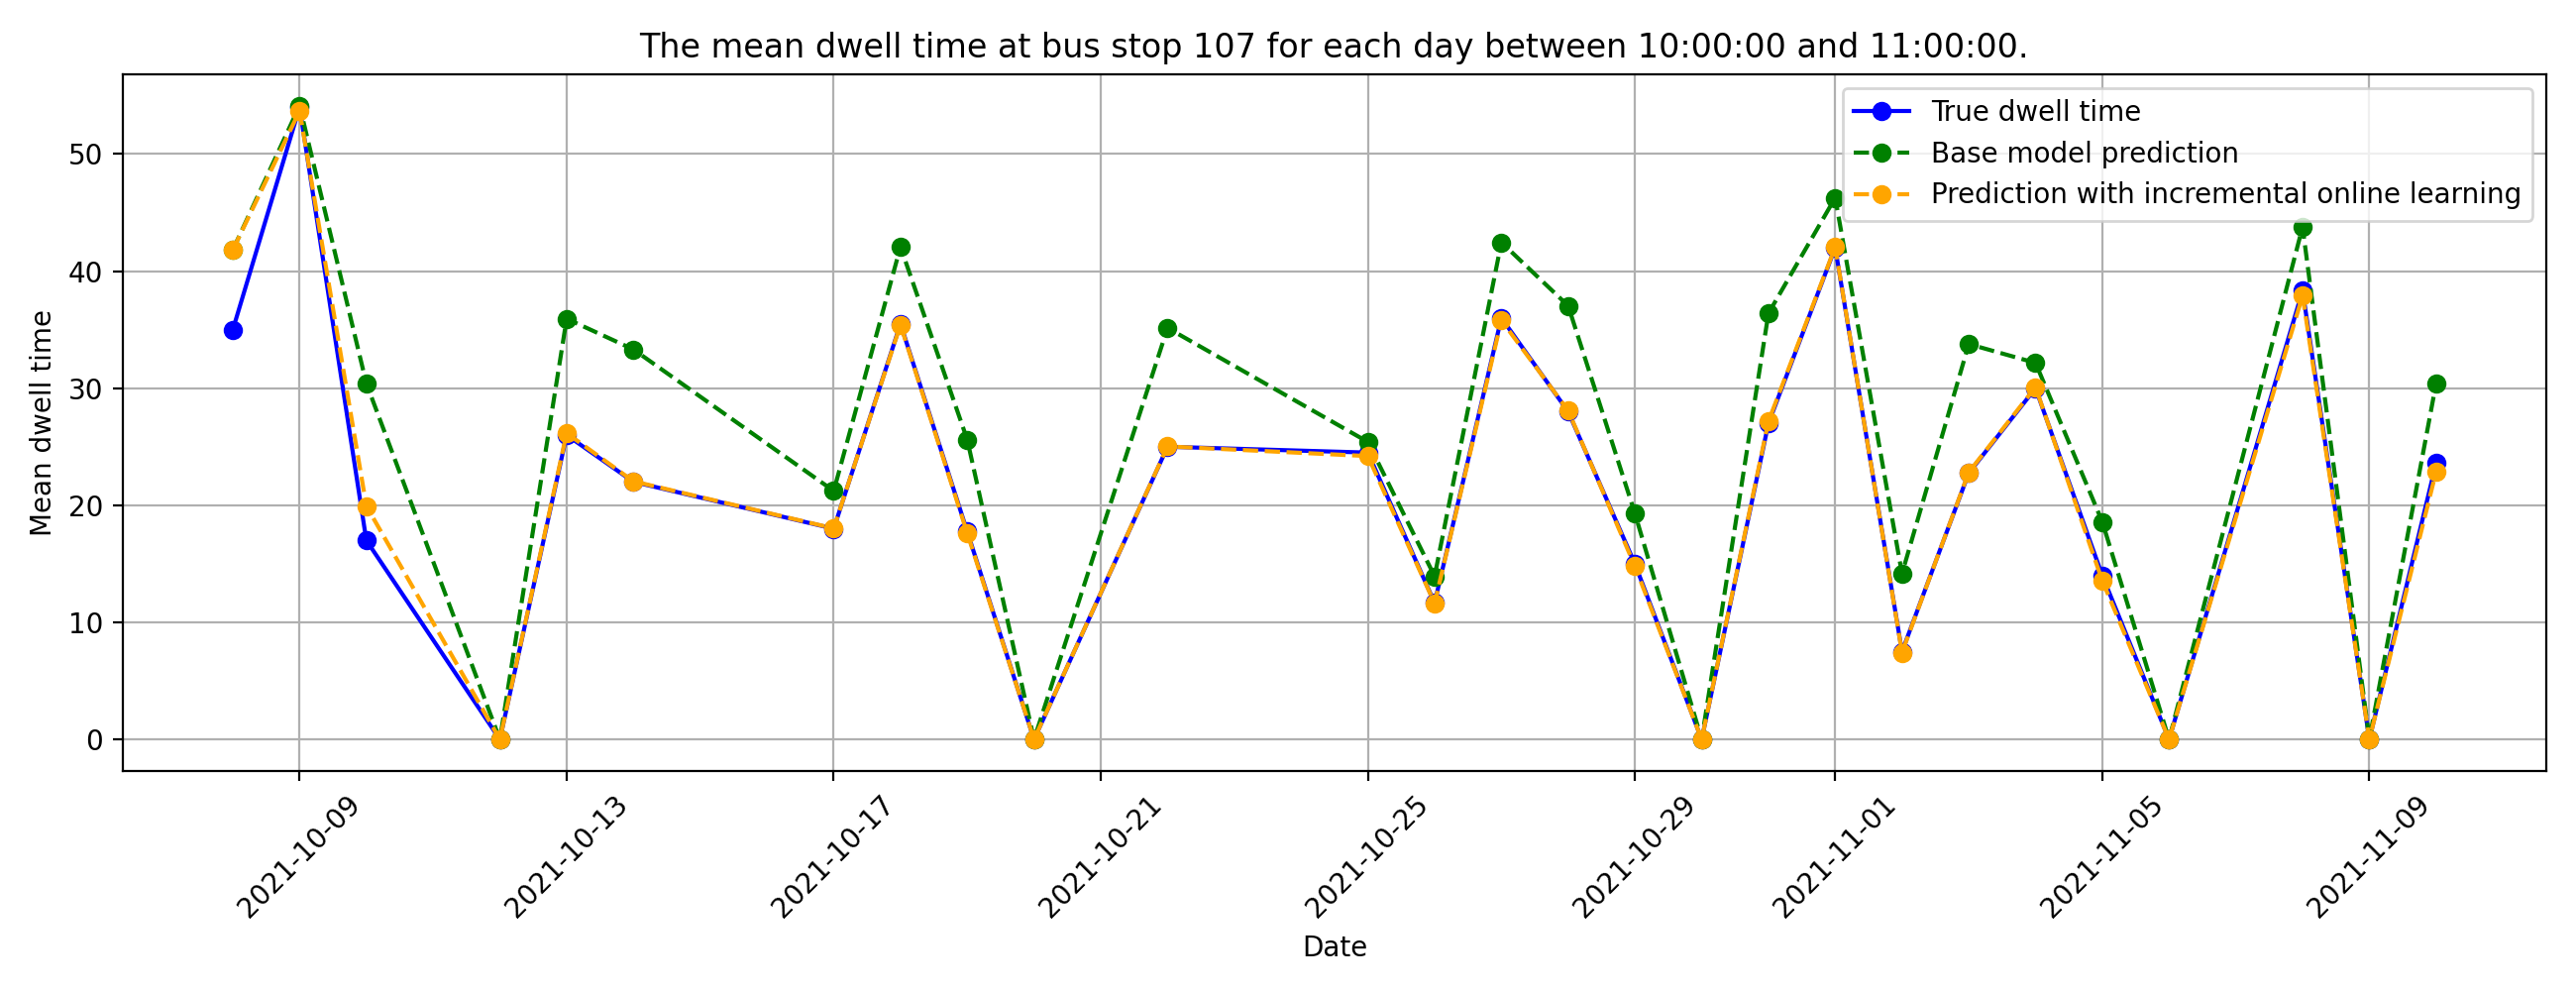 The mean dwell time at bus stop 107 for each day between 10:00:00 and 11:00:00.
True dwell time
Base model prediction
Prediction with incremental online learning
Mean dwell time
50
40
30
20
10
0
2021-10-09
2021-10-13
2021-10-17
2021-10-21
2021-10-25
2021-10-29
2021-11-01
2021-11-05
2021-11-09
Date